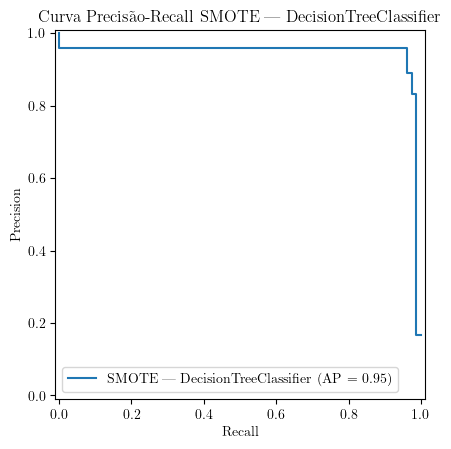 Curva Precisão-Recall SMOTE — DecisionTreeClassifier
1.0
0.8
0.6
0.4
0.2
0.0
Precision
SMOTE — DecisionTreeClassifier (AP = 0.95)
0.0 0.2 0.4 0.6 0.8 1.0
Recall